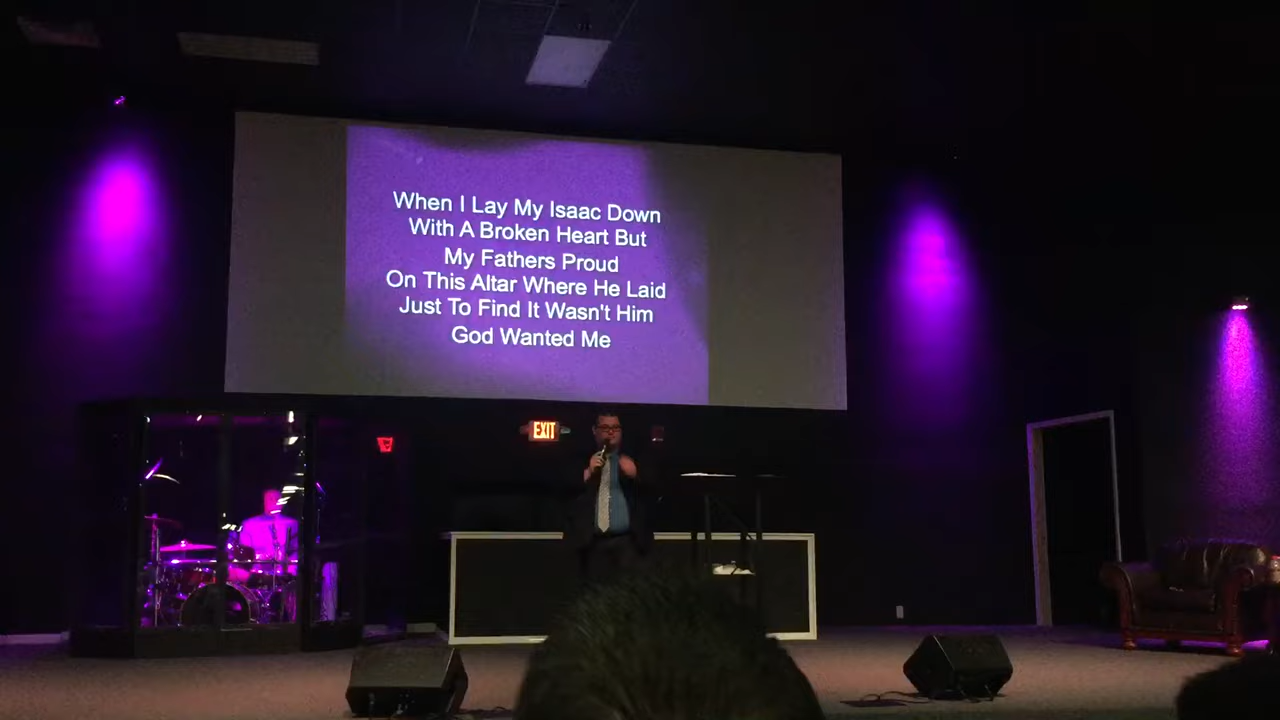 When I Lay My Isaac Down
With A Broken Heart But
My Fathers Proud
On This Altar Where He Laid
Just To Find It Wasn't Him
God Wanted Me
EXIT